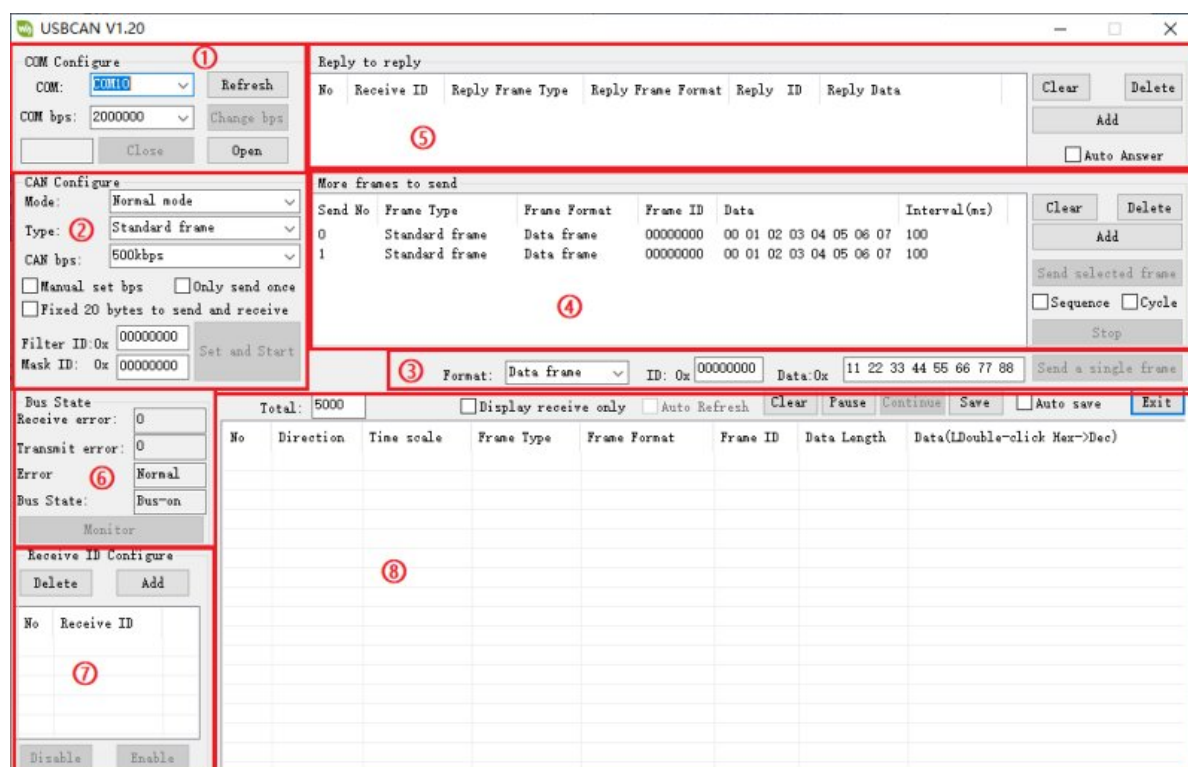 USBCAN V1.20
COM Configure
①
COM: COM10 Refresh
COM bps: 2000000 Change bps
Close Open
Reply to reply
No Receive ID Reply Frame Type Reply Frame Format Reply ID Reply Data
⑤
Clear Delete
Add
Auto Answer
CAN Configure
Mode: Normal mode
Type: ② Standard frame
CAN bps: 500kbps
Manual set bps Only send once
Fixed 20 bytes to send and receive
Filter ID:0x 00000000
Mask ID: 0x 00000000
Set and Start
More frames to send
Send No Frame Type Frame Format Frame ID Data Interval(ms)
0 Standard frame Data frame 00000000 00 01 02 03 04 05 06 07 100
1 Standard frame Data frame 00000000 00 01 02 03 04 05 06 07 100
④
Clear Delete
Add
Send selected frame
Sequence Cycle
Stop
③ Format: Data frame ID: 0x 00000000 Data:0x 11 22 33 44 55 66 77 88 Send a single frame
Bus State
Receive error: 0
Transmit error: 0
Error ⑥ Normal
Bus State: Bus-on
Monitor
Total: 5000 Display receive only Auto Refresh Clear Pause Continue Save Auto save Exit
No Direction Time scale Frame Type Frame Format Frame ID Data Length Data(LDouble-click Hex->Dec)
⑧
Receive ID Configure
Delete Add
No Receive ID
⑦
Disable Enable